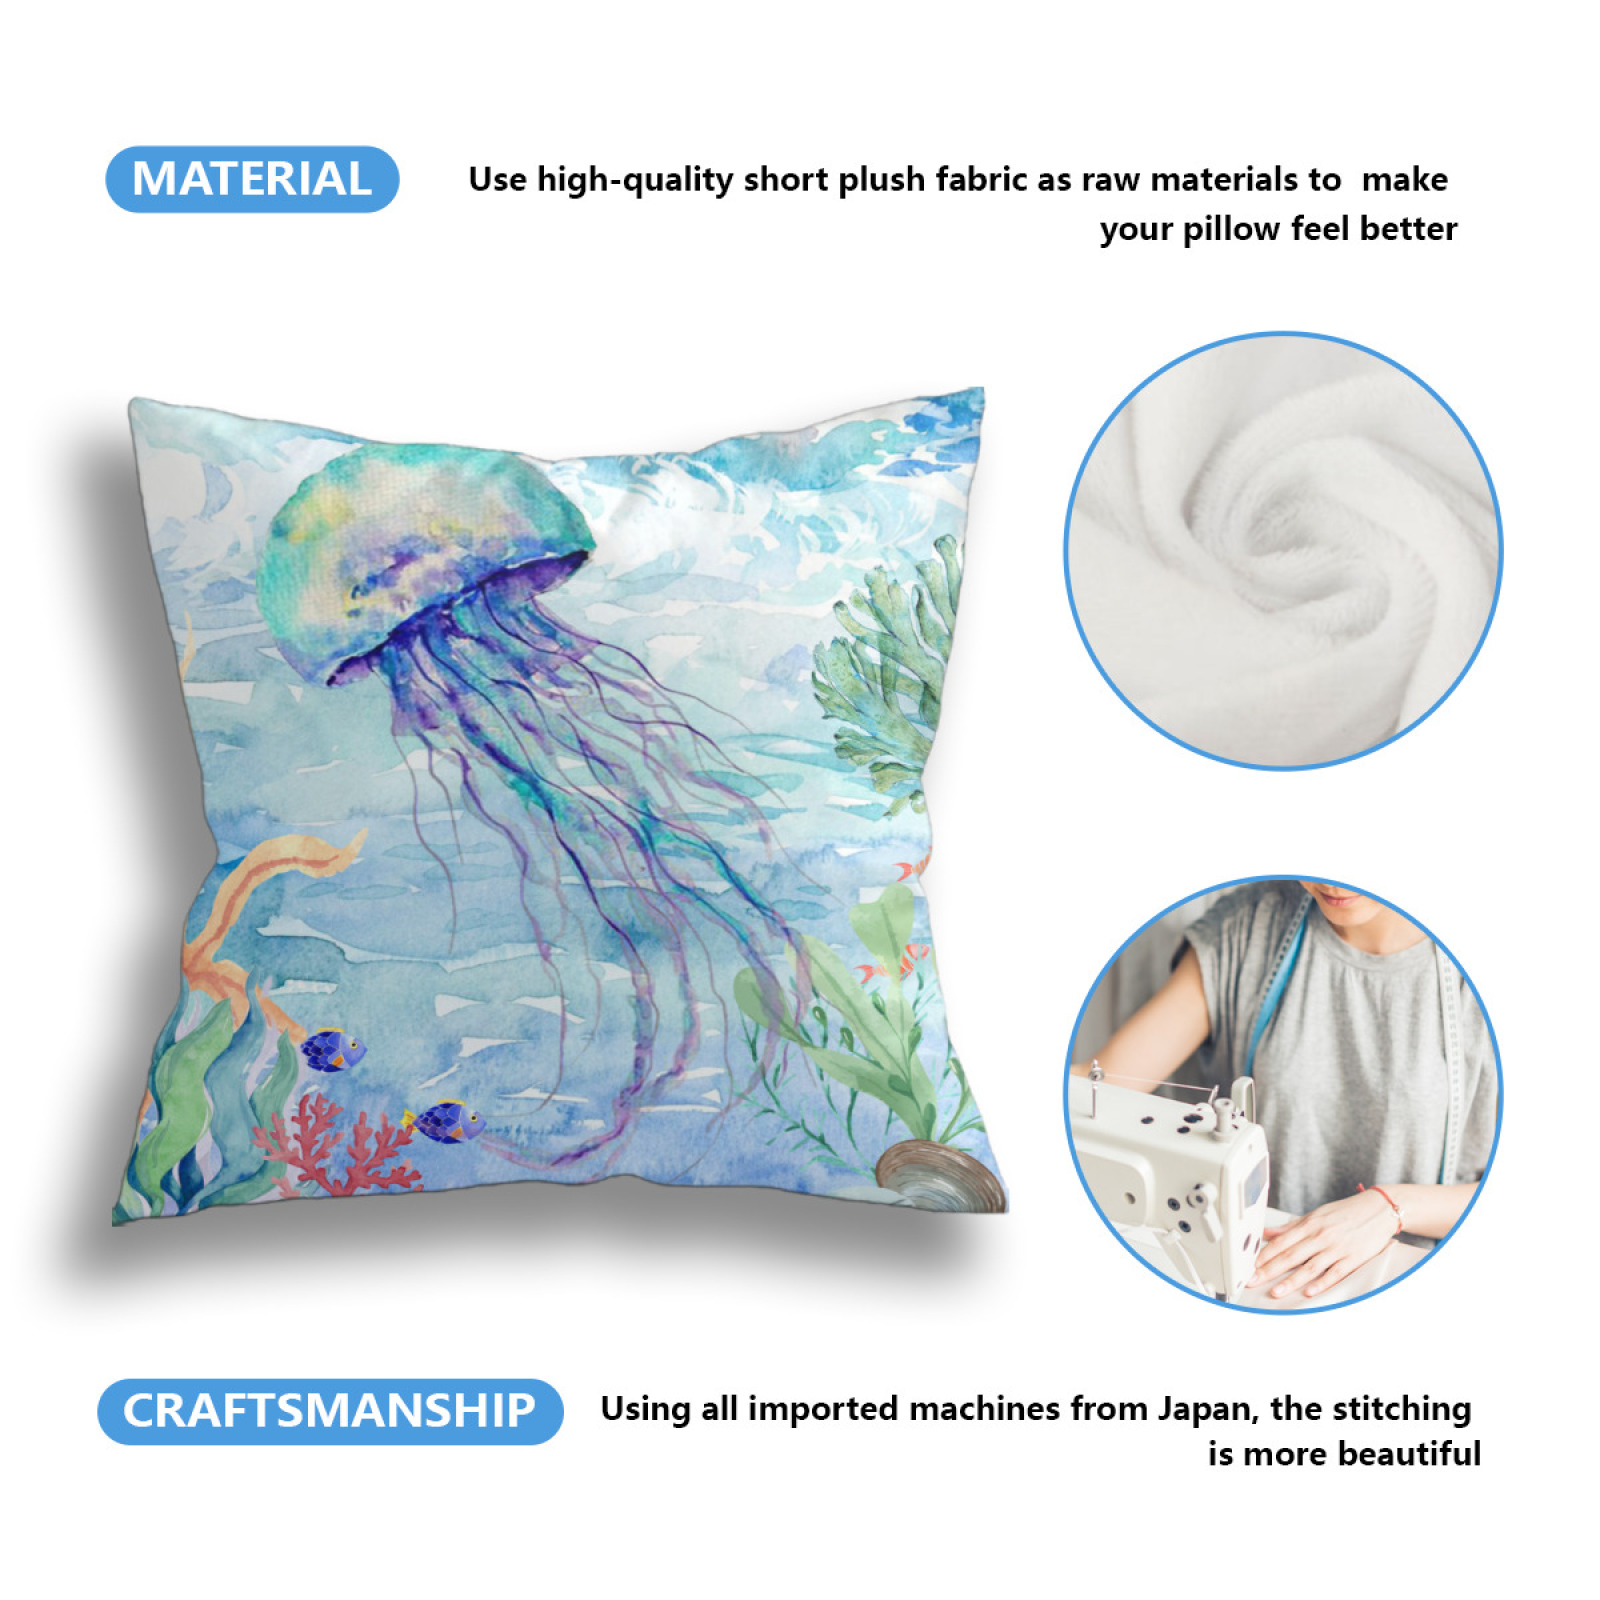 MATERIAL
Use high-quality short plush fabric as raw materials to make
your pillow feel better
CRAFTSMANSHIP
Using all imported machines from Japan, the stitching
is more beautiful